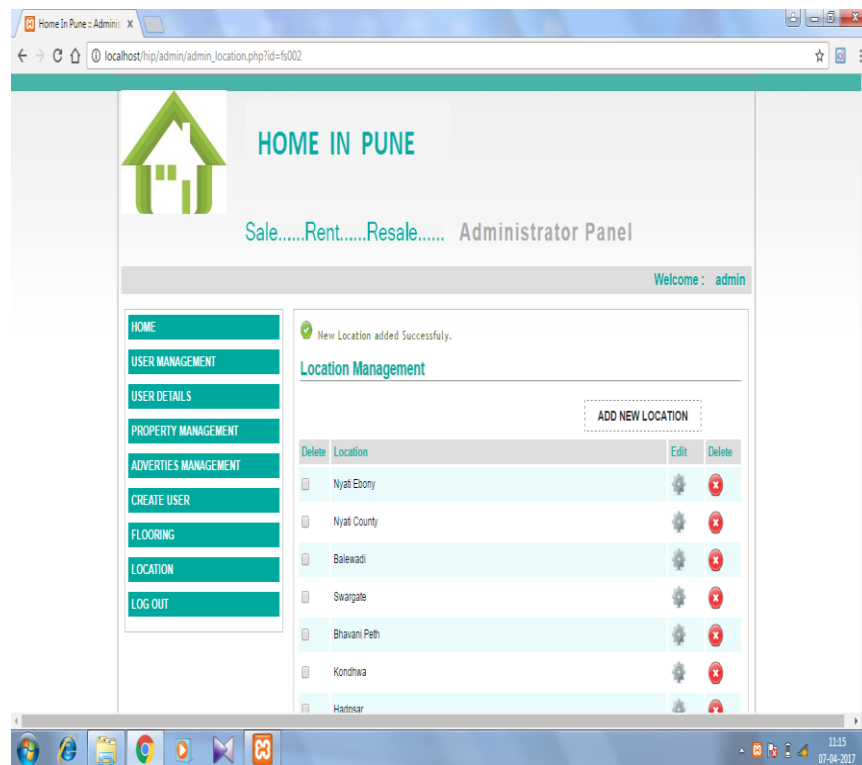 Home In Pune :: Adminis
localhost/hip/admin/admin_location.php?id=fs002
HOME IN PUNE
Sale......Rent......Resale...... Administrator Panel
Welcome : admin
HOME
USER MANAGEMENT
USER DETAILS
PROPERTY MANAGEMENT
ADVERTIES MANAGEMENT
CREATE USER
FLOORING
LOCATION
LOG OUT
New Location added Successfuly.
Location Management
ADD NEW LOCATION
Delete Location Edit Delete
Nyati Ebony
Nyati County
Balewadi
Swargate
Bhavani Peth
Kondhwa
Hadpsar
11:15
07-04-2017